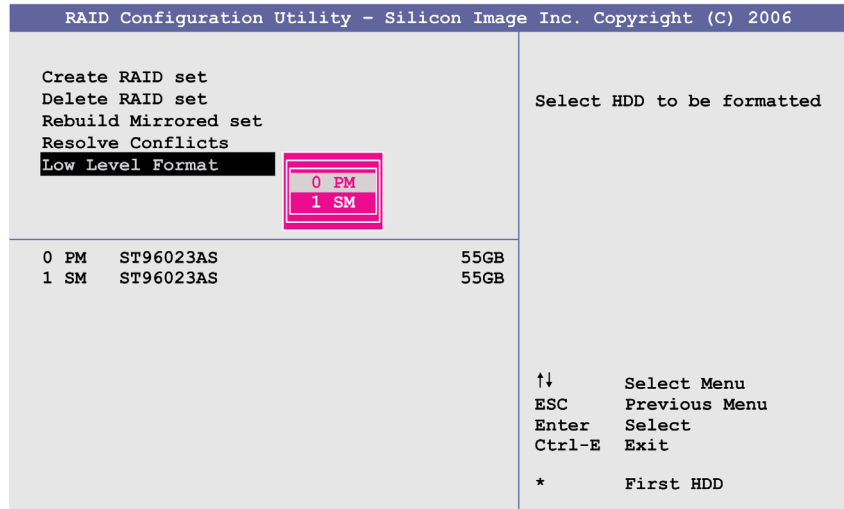 RAID Configuration Utility – Silicon Image Inc. Copyright (C) 2006
Create RAID set
Delete RAID set
Rebuild Mirrored set
Resolve Conflicts
Low Level Format
0 PM
1 SM
Select HDD to be formatted
0 PM ST96023AS 55GB
1 SM ST96023AS 55GB
↑↓ Select Menu
ESC Previous Menu
Enter Select
Ctrl-E Exit
* First HDD